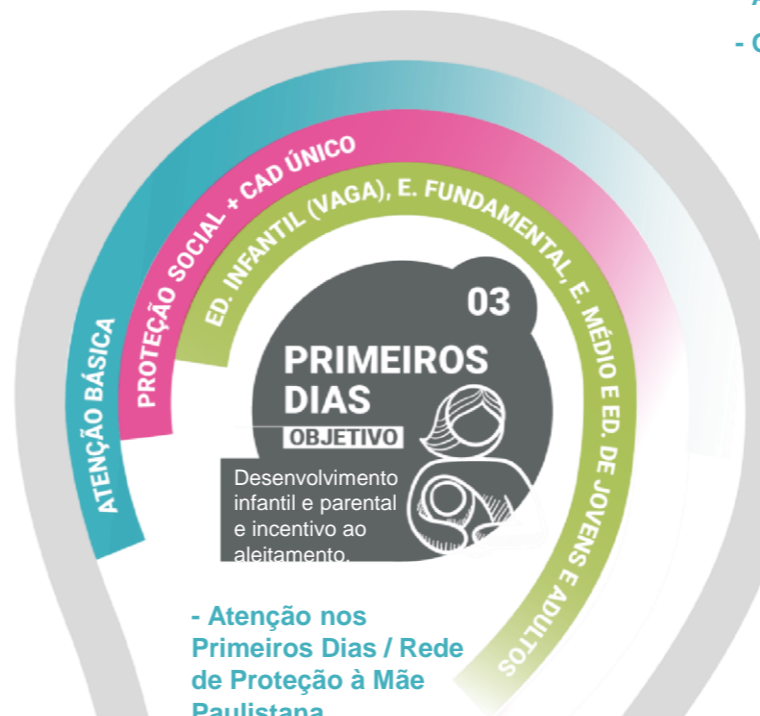 ATENÇÃO BÁSICA
PROTEÇÃO SOCIAL + CAD ÚNICO
ED. INFANTIL (VAGA), E. FUNDAMENTAL, E. MÉDIO E ED. DE JOVENS E ADULTOS
03
PRIMEIROS
DIAS
OBJETIVO
Desenvolvimento
infantil e parental
e incentivo ao
aleitamento.
- Atenção nos
Primeiros Dias / Rede
de Proteção à Mãe
Paulistana